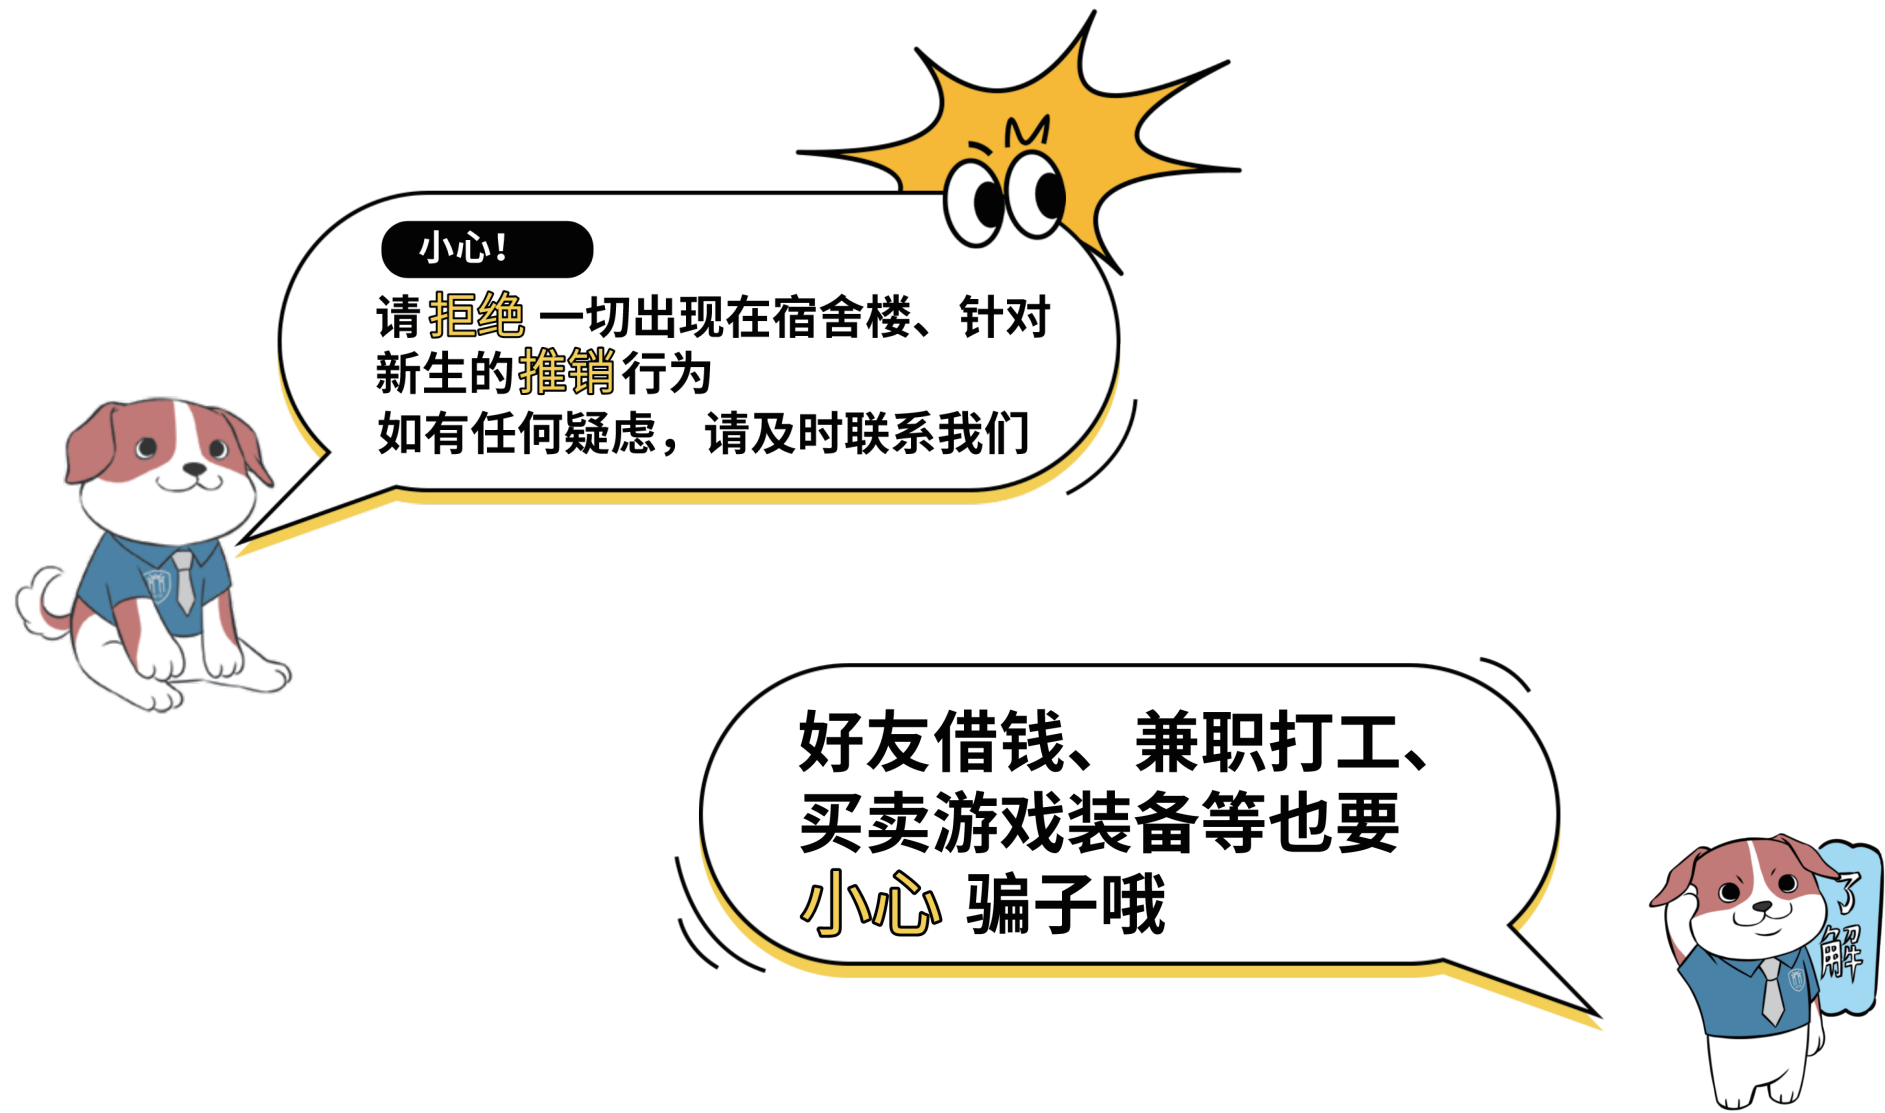 小心！
请拒绝一切出现在宿舍楼、针对
新生的推销行为
如有任何疑虑，请及时联系我们
好友借钱、兼职打工、
买卖游戏装备等也要
小心骗子哦
了
解